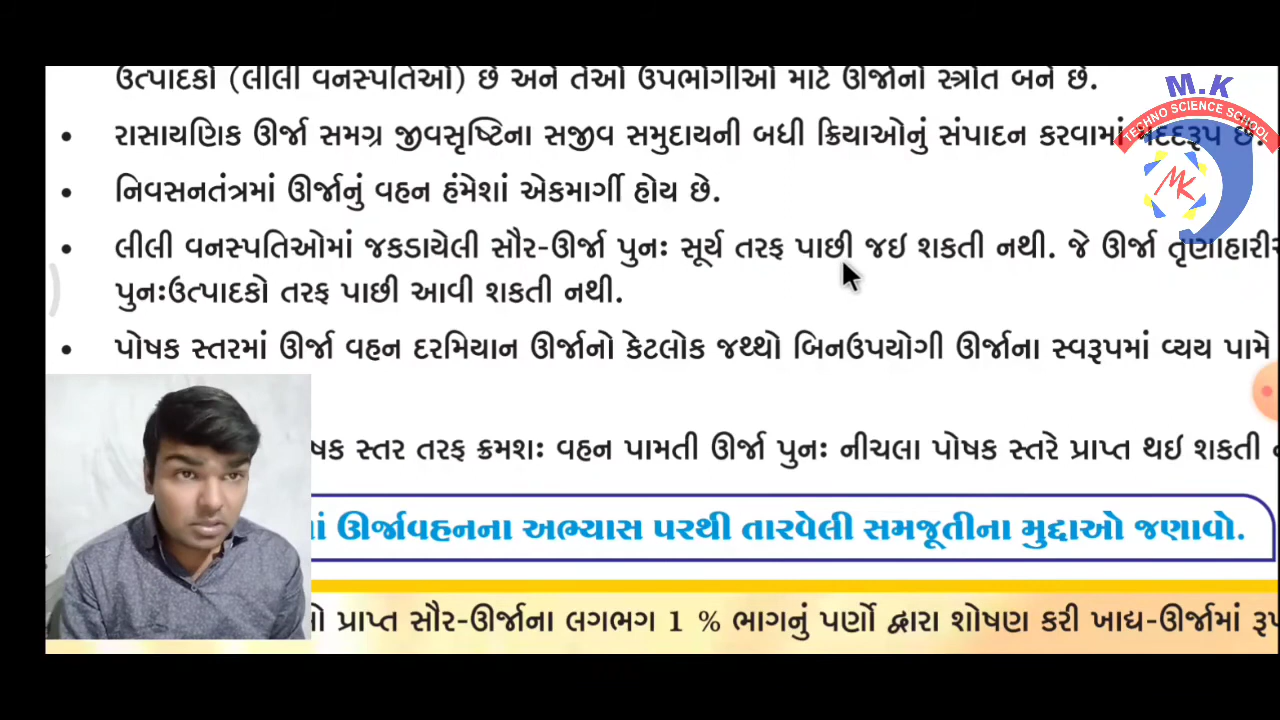 ઉત્પાદકો (લીલી વનસ્પતિઓ) છે અને તેઓ ઉપભોગીઓ માટે ઊર્જાનો સ્ત્રોત બને છે.
M.K
TECHNO SCIENCE SCHOOL
MK
• રાસાયણિક ઊર્જા સમગ્ર જીવસૃષ્ટિના સજીવ સમુદાયની બધી ક્રિયાઓનું સંપાદન કરવામાં મદદરૂપ છે.
• નિવસનતંત્રમાં ઊર્જાનું વહન હંમેશાં એકમાર્ગી હોય છે.
• લીલી વનસ્પતિઓમાં જકડાયેલી સૌર-ઊર્જા પુનઃ સૂર્ય તરફ પાછી જઇ શકતી નથી. જે ઊર્જા
પુનઃઉત્પાદકો તરફ પાછી આવી શકતી નથી.
• પોષક સ્તરમાં ઊર્જા વહન દરમિયાન ઊર્જાનો કેટલોક જથ્થો બિનઉપયોગી ઊર્જાના સ્વરૂપમાં વ્યય પામે
ષક સ્તર તરફ ક્રમશઃ વહન પામતી ઊર્જા પુનઃ નીચલા પોષક સ્તરે પ્રાપ્ત થઇ શકતી
ઊર્જાવહનના અભ્યાસ પરથી તારવેલી સમજૂતીના મુદ્દાઓ જણાવો.
પ્રાપ્ત સૌર-ઊર્જાના લગભગ 1 % ભાગનું પર્ણો દ્વારા શોષણ કરી ખાદ્ય-ઊર્જામાં